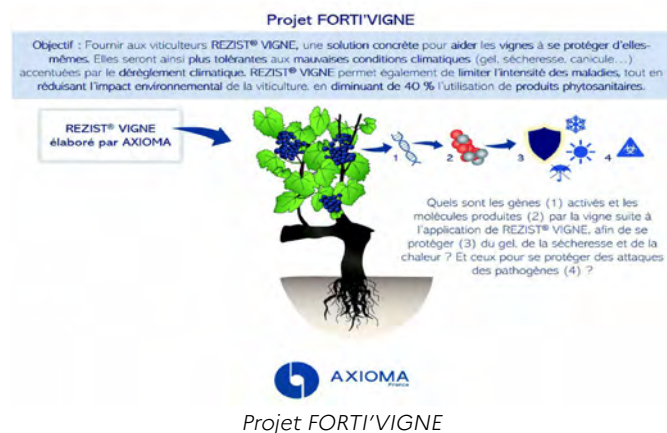 Projet FORTI'VIGNE
Objectif : Fournir aux viticulteurs REZIST® VIGNE, une solution concrète pour aider les vignes à se protéger d'elles-
mêmes. Elles seront ainsi plus tolérantes aux mauvaises conditions climatiques (gel, sécheresse, canicule...)
accentuées par le dérèglement climatique. REZIST® VIGNE permet également de limiter l'intensité des maladies, tout en
réduisant l'impact environnemental de la viticulture, en diminuant de 40 % l'utilisation de produits phytosanitaires.
REZIST® VIGNE
élaboré par AXIOMA
1 2 3 4
Quels sont les gènes (1) activés et les
molécules produites (2) par la vigne suite à
l'application de REZIST® VIGNE, afin de se
protéger (3) du gel, de la sécheresse et de la
chaleur ? Et ceux pour se protéger des attaques
des pathogènes (4) ?
AXIOMA
France
Projet FORTI'VIGNE